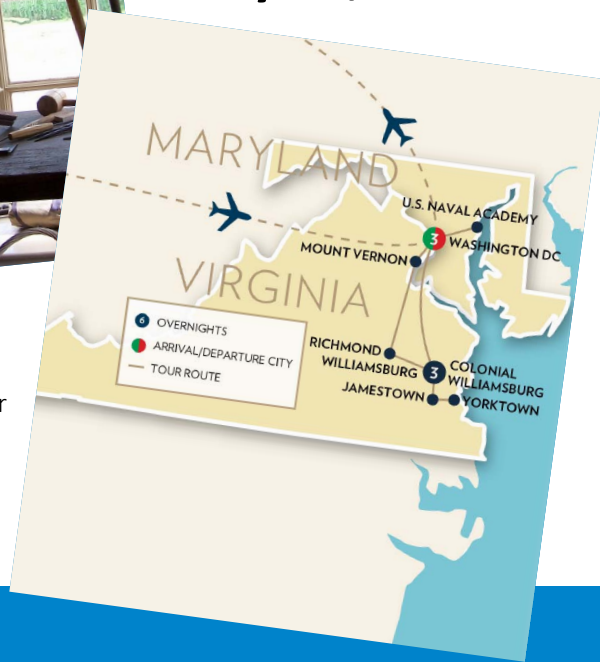 MARYLAND
U.S. NAVAL ACADEMY
3
WASHINGTON DC
MOUNT VERNON
VIRGINIA
6 OVERNIGHTS
ARRIVAL/DEPARTURE CITY
TOUR ROUTE
RICHMOND
WILLIAMSBURG
3
COLONIAL
WILLIAMSBURG
JAMESTOWN
YORKTOWN
r